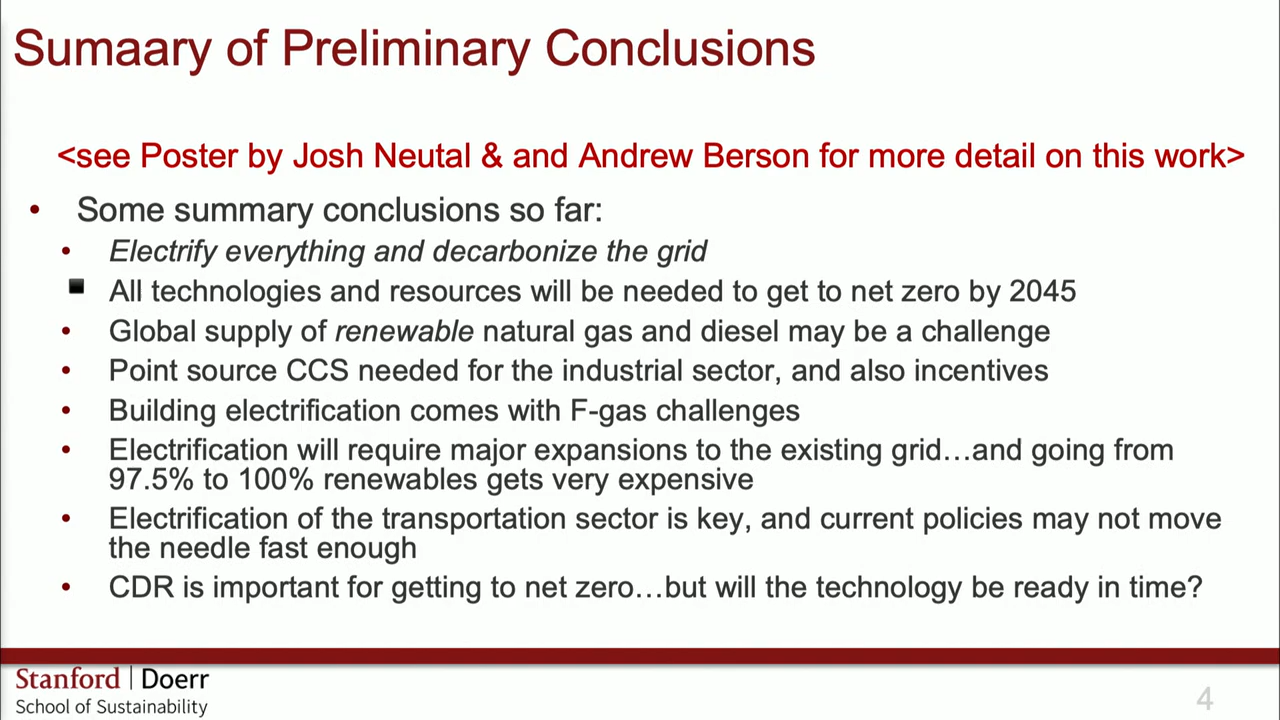 Sumaary of Preliminary Conclusions
<see Poster by Josh Neutal & and Andrew Berson for more detail on this work>
• Some summary conclusions so far:
• Electrify everything and decarbonize the grid
▪ All technologies and resources will be needed to get to net zero by 2045
• Global supply of renewable natural gas and diesel may be a challenge
• Point source CCS needed for the industrial sector, and also incentives
• Building electrification comes with F-gas challenges
• Electrification will require major expansions to the existing grid…and going from
97.5% to 100% renewables gets very expensive
• Electrification of the transportation sector is key, and current policies may not move
the needle fast enough
• CDR is important for getting to net zero…but will the technology be ready in time?
Stanford | Doerr
School of Sustainability
4